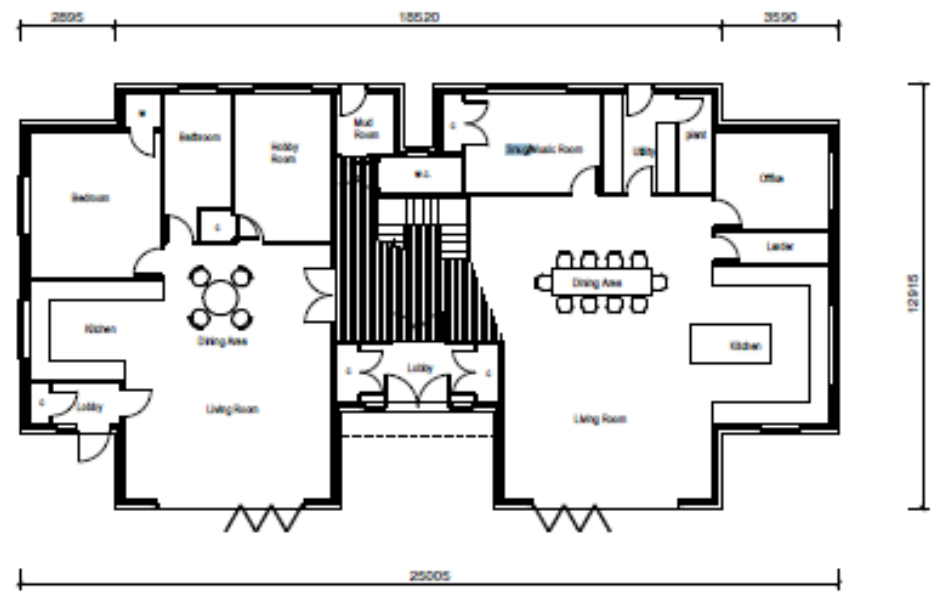 2895
18520
3590
W
Bathroom
Hobby
Room
Mud
Room
C
Snug/Music Room
Utility
plant
W.C.
Office
Bedroom
C
Larder
Dining Area
12915
Kitchen
Dining Area
Kitchen
C
Lobby
C
C
Lobby
Living Room
Living Room
25005